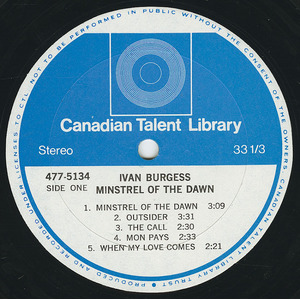 PERFORMED IN PUBLIC WITHOUT THE CONSENT OF THE OWNERS
Canadian Talent Library
Stereo 33 1/3
477-5134 IVAN BURGESS
SIDE ONE MINSTREL OF THE DAWN
1. MINSTREL OF THE DAWN 3:09
2. OUTSIDER 3:31
3. THE CALL 2:30
4. MON PAYS 2:33
5. WHEN MY LOVE COMES 2:21
CANADIAN TALENT LIBRARY TRUST
PRODUCED AND RECORDED UNDER LICENSES TO CTL. NOT TO BE